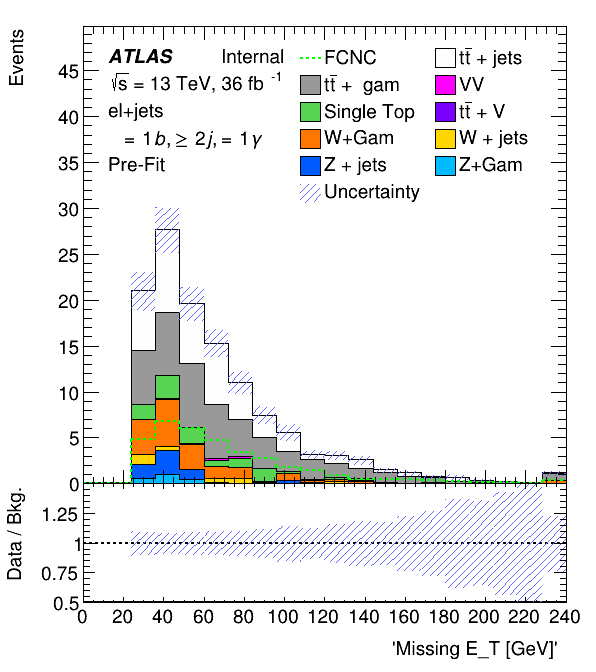 Events
ATLAS Internal
√s = 13 TeV, 36 fb⁻¹
el+jets
= 1b, ≥ 2j, = 1γ
Pre-Fit
FCNC
tt̄ + gam
Single Top
W+Gam
Z + jets
Uncertainty
tt̄ + jets
VV
tt̄ + V
W + jets
Z+Gam
45
40
35
30
25
20
15
10
5
0
Data / Bkg.
1.25
1
0.75
0.5
0 20 40 60 80 100 120 140 160 180 200 220 240
'Missing E_T [GeV]'